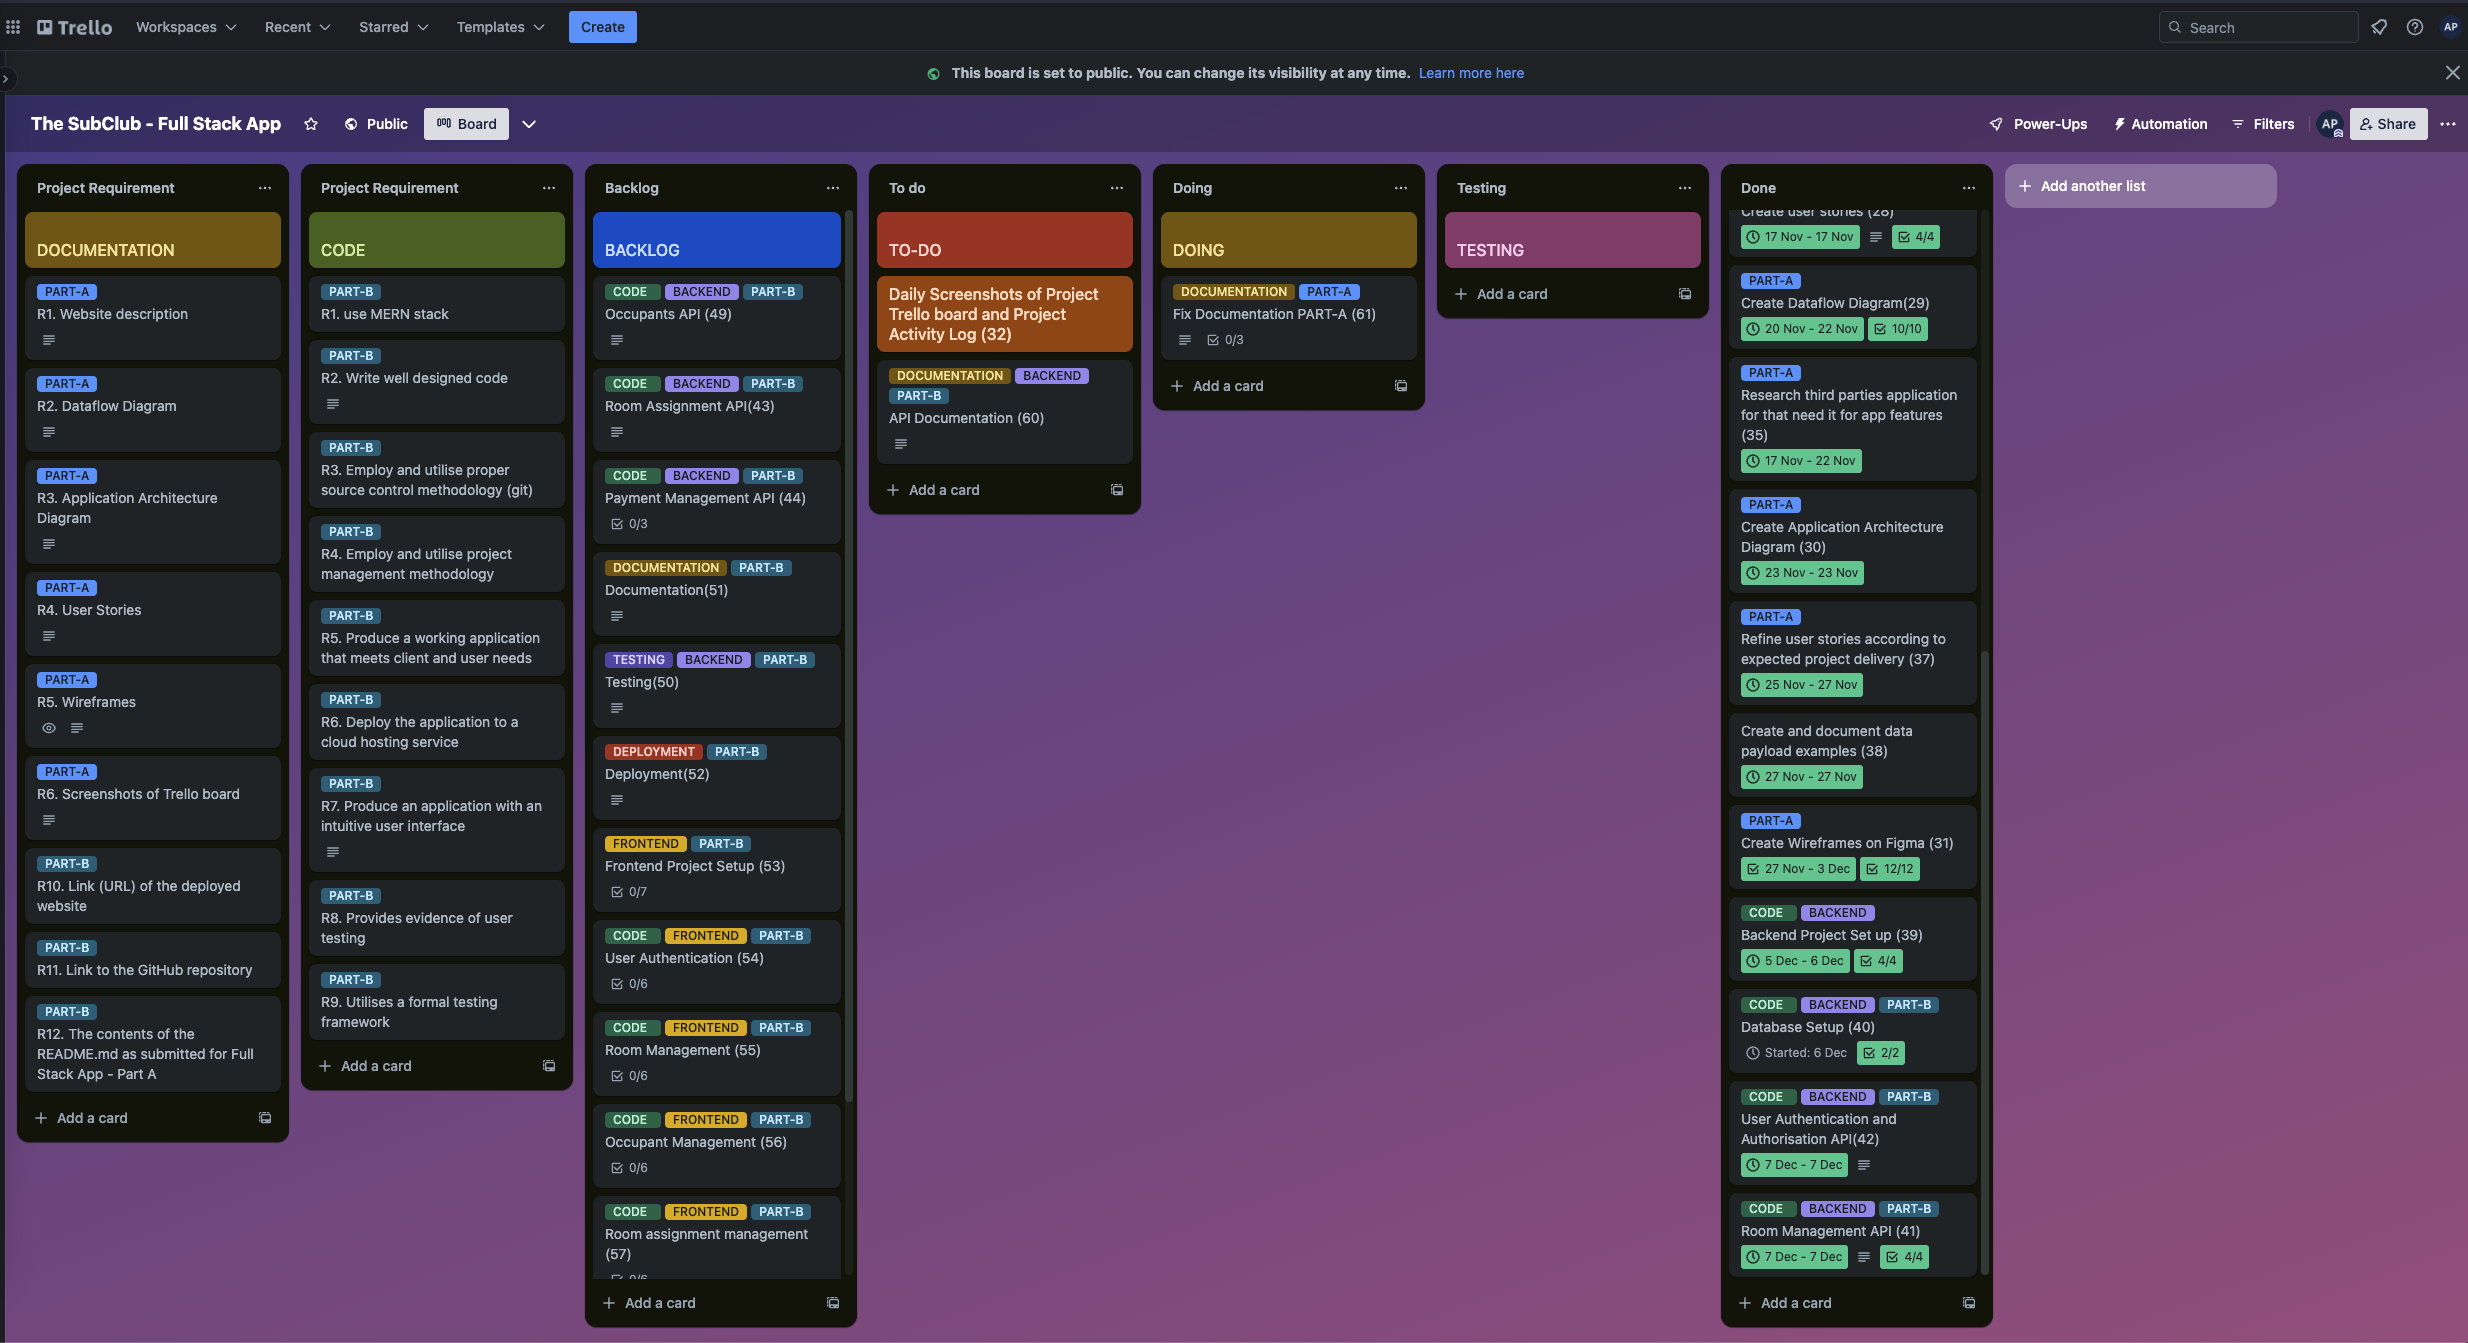 Trello
Workspaces
Recent
Starred
Templates
Create
Search
AP
This board is set to public. You can change its visibility at any time. Learn more here
The SubClub - Full Stack App
Public
Board
Power-Ups
Automation
Filters
AP
Share
Project Requirement
DOCUMENTATION
PART-A
R1. Website description
PART-A
R2. Dataflow Diagram
PART-A
R3. Application Architecture
Diagram
PART-A
R4. User Stories
PART-A
R5. Wireframes
PART-A
R6. Screenshots of Trello board
PART-B
R10. Link (URL) of the deployed
website
PART-B
R11. Link to the GitHub repository
PART-B
R12. The contents of the
README.md as submitted for Full
Stack App - Part A
Add a card
Project Requirement
CODE
PART-B
R1. use MERN stack
PART-B
R2. Write well designed code
PART-B
R3. Employ and utilise proper
source control methodology (git)
PART-B
R4. Employ and utilise project
management methodology
PART-B
R5. Produce a working application
that meets client and user needs
PART-B
R6. Deploy the application to a
cloud hosting service
PART-B
R7. Produce an application with an
intuitive user interface
PART-B
R8. Provides evidence of user
testing
PART-B
R9. Utilises a formal testing
framework
Add a card
Backlog
BACKLOG
CODE BACKEND PART-B
Occupants API (49)
CODE BACKEND PART-B
Room Assignment API(43)
CODE BACKEND PART-B
Payment Management API (44)
0/3
DOCUMENTATION PART-B
Documentation(51)
TESTING BACKEND PART-B
Testing(50)
DEPLOYMENT PART-B
Deployment(52)
FRONTEND PART-B
Frontend Project Setup (53)
0/7
CODE FRONTEND PART-B
User Authentication (54)
0/6
CODE FRONTEND PART-B
Room Management (55)
0/6
CODE FRONTEND PART-B
Occupant Management (56)
0/6
CODE FRONTEND PART-B
Room assignment management
(57)
0/6
Add a card
To do
TO-DO
Daily Screenshots of Project
Trello board and Project
Activity Log (32)
DOCUMENTATION BACKEND
PART-B
API Documentation (60)
Add a card
Doing
DOING
DOCUMENTATION PART-A
Fix Documentation PART-A (61)
0/3
Add a card
Testing
TESTING
Add a card
Done
Create user stories (28)
17 Nov - 17 Nov 4/4
PART-A
Create Dataflow Diagram(29)
20 Nov - 22 Nov 10/10
PART-A
Research third parties application
for that need it for app features
(35)
17 Nov - 22 Nov
PART-A
Create Application Architecture
Diagram (30)
23 Nov - 23 Nov
PART-A
Refine user stories according to
expected project delivery (37)
25 Nov - 27 Nov
Create and document data
payload examples (38)
27 Nov - 27 Nov
PART-A
Create Wireframes on Figma (31)
27 Nov - 3 Dec 12/12
CODE BACKEND
Backend Project Set up (39)
5 Dec - 6 Dec 4/4
CODE BACKEND PART-B
Database Setup (40)
Started: 6 Dec 2/2
CODE BACKEND PART-B
User Authentication and
Authorisation API(42)
7 Dec - 7 Dec
CODE BACKEND PART-B
Room Management API (41)
7 Dec - 7 Dec 4/4
Add a card
Add another list